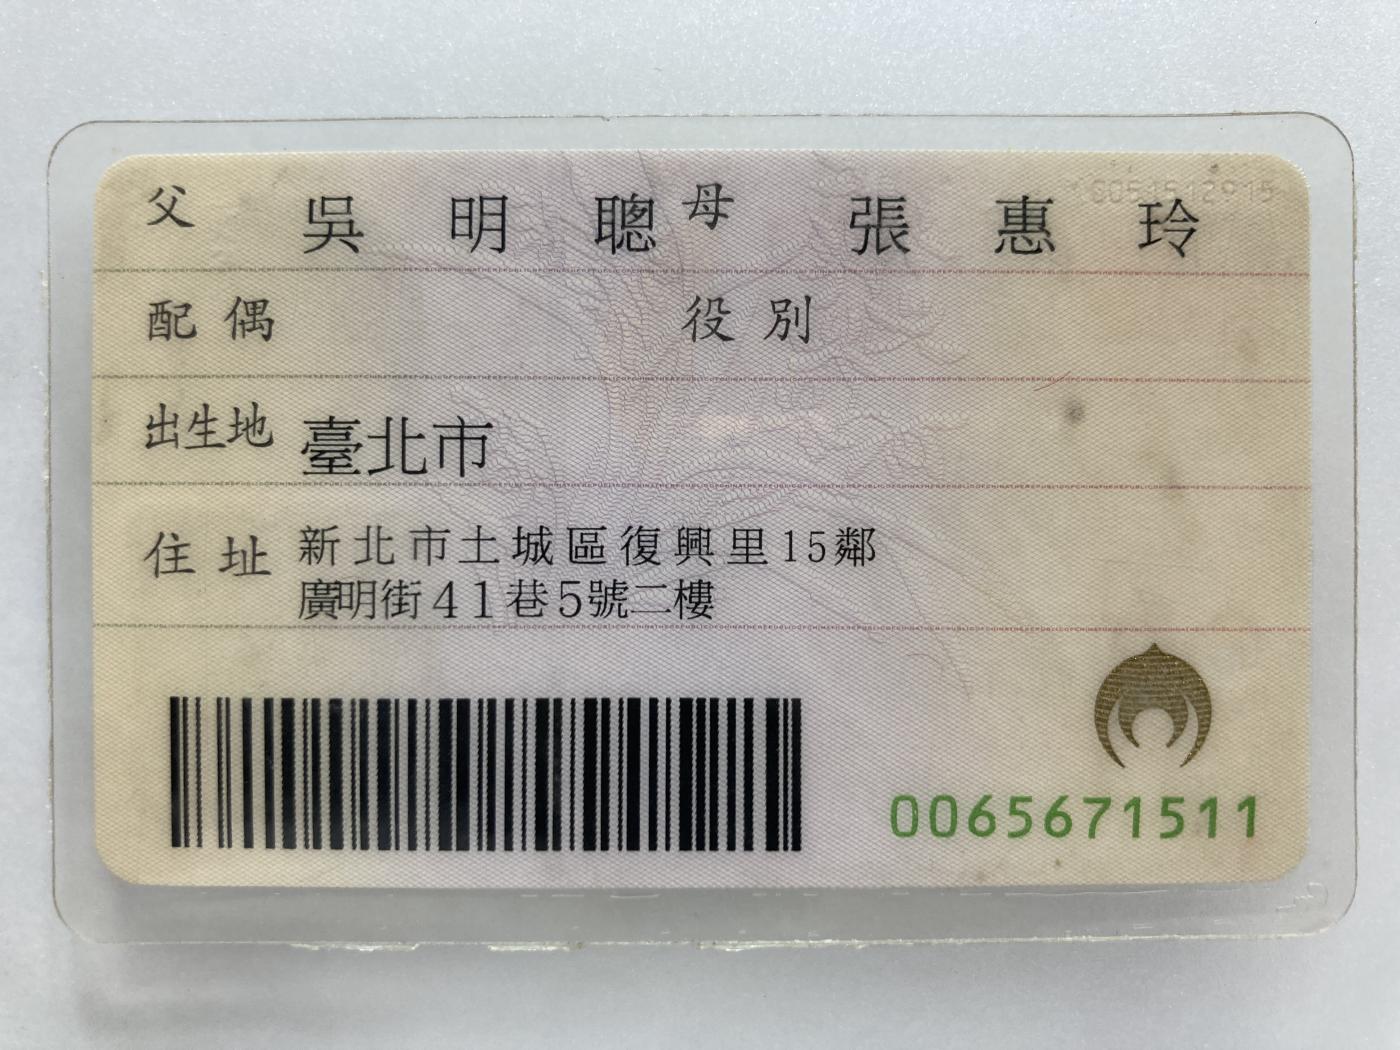 父 吳明聰 母 張惠玲
配偶 役別
出生地 臺北市
住址 新北市土城區復興里15鄰
廣明街41巷5號二樓
0065671511